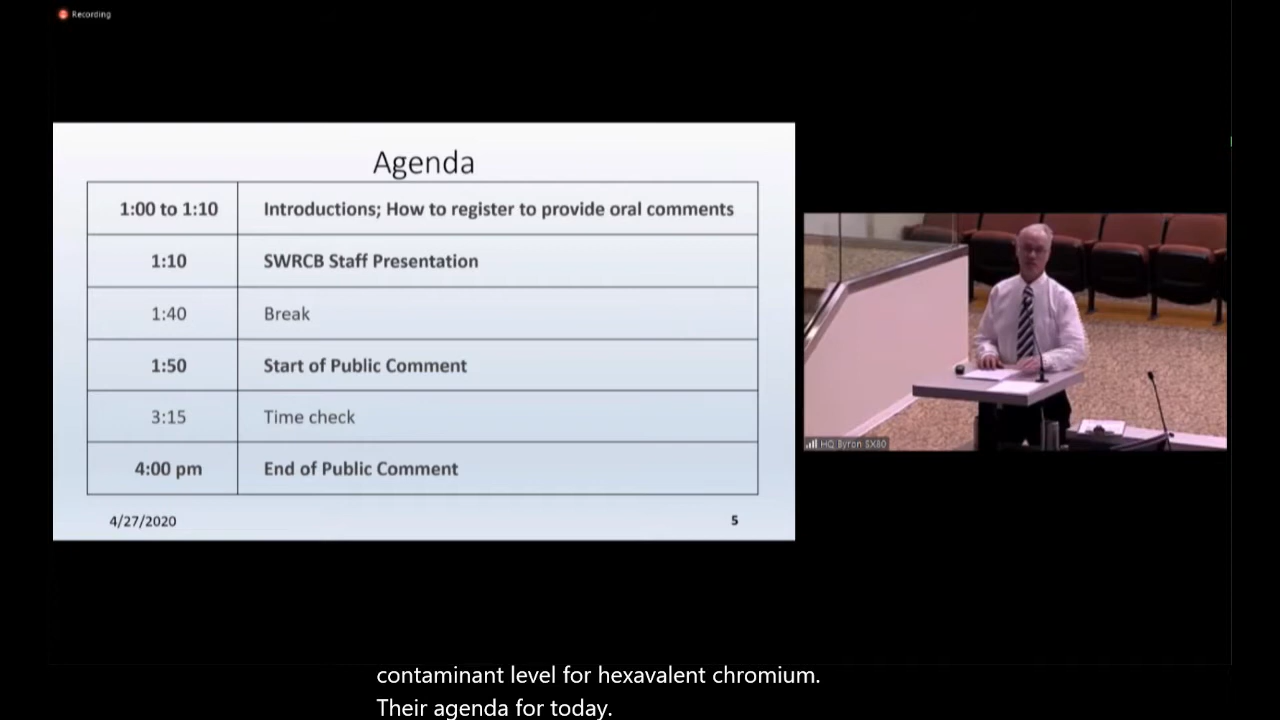 Recording
Agenda
1:00 to 1:10 Introductions; How to register to provide oral comments
1:10 SWRCB Staff Presentation
1:40 Break
1:50 Start of Public Comment
3:15 Time check
4:00 pm End of Public Comment
4/27/2020 5
HQ Byron SX80
contaminant level for hexavalent chromium.
Their agenda for today.